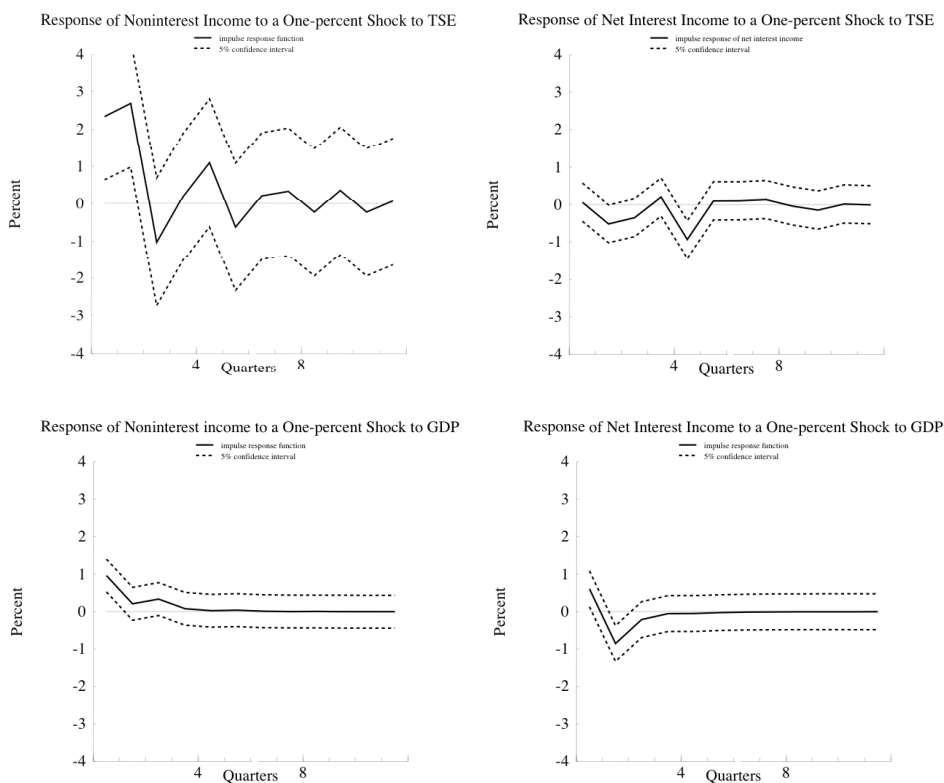 Response of Noninterest Income to a One-percent Shock to TSE
impulse response function
5% confidence interval
4
3
2
1
0
-1
-2
-3
-4
Percent
4
8
Quarters
Response of Net Interest Income to a One-percent Shock to TSE
impulse response of net interest income
5% confidence interval
4
3
2
1
0
-1
-2
-3
-4
Percent
4
8
Quarters
Response of Noninterest income to a One-percent Shock to GDP
impulse response function
5% confidence interval
4
3
2
1
0
-1
-2
-3
-4
Percent
4
8
Quarters
Response of Net Interest Income to a One-percent Shock to GDP
impulse response function
5% confidence interval
4
3
2
1
0
-1
-2
-3
-4
Percent
4
8
Quarters